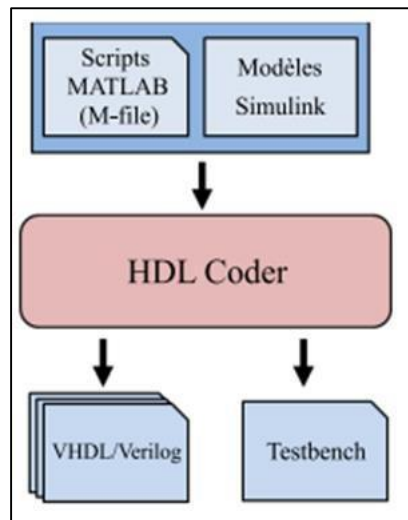 Scripts
MATLAB
(M-file)
Modèles
Simulink
HDL Coder
VHDL/Verilog
Testbench